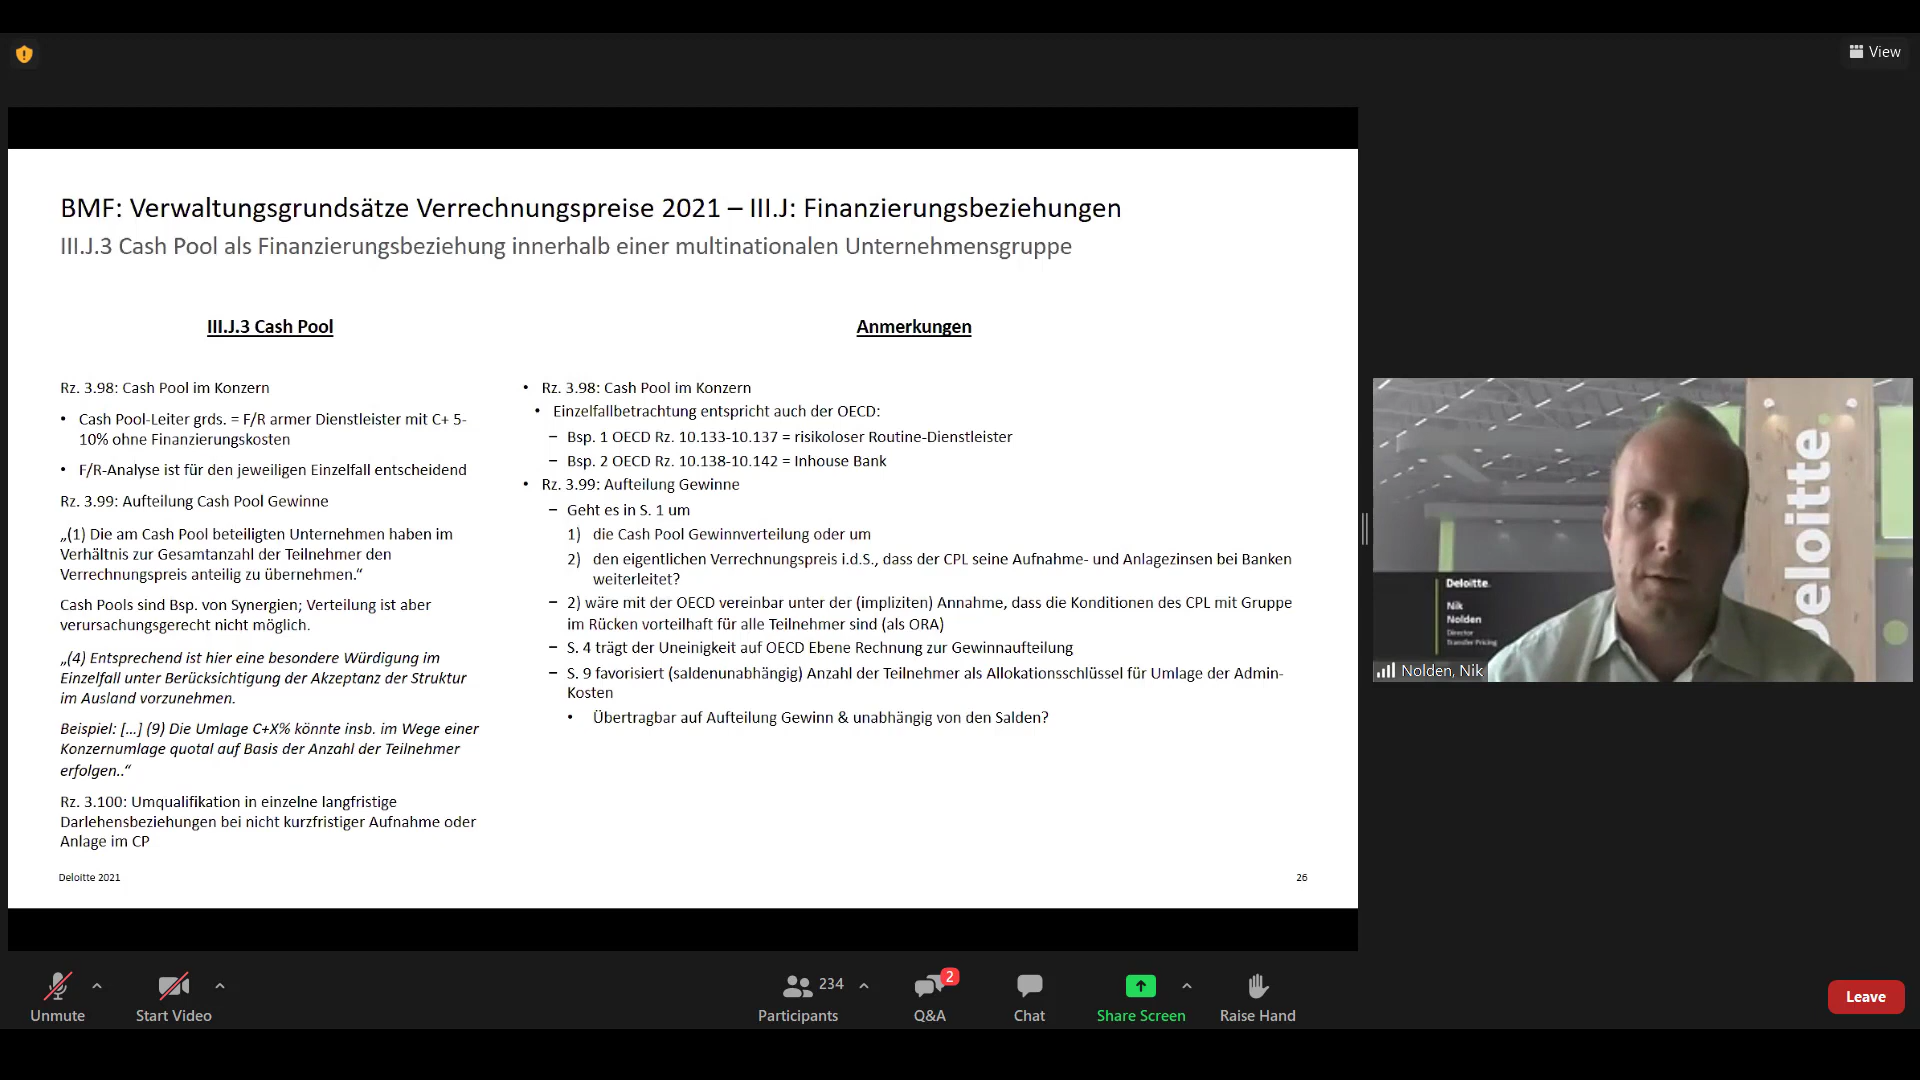 View
BMF: Verwaltungsgrundsätze Verrechnungspreise 2021 – III.J: Finanzierungsbeziehungen
III.J.3 Cash Pool als Finanzierungsbeziehung innerhalb einer multinationalen Unternehmensgruppe
III.J.3 Cash Pool
Rz. 3.98: Cash Pool im Konzern
• Cash Pool-Leiter grds. = F/R armer Dienstleister mit C+ 5-
10% ohne Finanzierungskosten
• F/R-Analyse ist für den jeweiligen Einzelfall entscheidend
Rz. 3.99: Aufteilung Cash Pool Gewinne
„(1) Die am Cash Pool beteiligten Unternehmen haben im
Verhältnis zur Gesamtanzahl der Teilnehmer den
Verrechnungspreis anteilig zu übernehmen.“
Cash Pools sind Bsp. von Synergien; Verteilung ist aber
verursachungsgerecht nicht möglich.
„(4) Entsprechend ist hier eine besondere Würdigung im
Einzelfall unter Berücksichtigung der Akzeptanz der Struktur
im Ausland vorzunehmen.
Beispiel: […] (9) Die Umlage C+X% könnte insb. im Wege einer
Konzernumlage quotal auf Basis der Anzahl der Teilnehmer
erfolgen..“
Rz. 3.100: Umqualifikation in einzelne langfristige
Darlehensbeziehungen bei nicht kurzfristiger Aufnahme oder
Anlage im CP
Anmerkungen
• Rz. 3.98: Cash Pool im Konzern
• Einzelfallbetrachtung entspricht auch der OECD:
– Bsp. 1 OECD Rz. 10.133-10.137 = risikoloser Routine-Dienstleister
– Bsp. 2 OECD Rz. 10.138-10.142 = Inhouse Bank
• Rz. 3.99: Aufteilung Gewinne
– Geht es in S. 1 um
1) die Cash Pool Gewinnverteilung oder um
2) den eigentlichen Verrechnungspreis i.d.S., dass der CPL seine Aufnahme- und Anlagezinsen bei Banken
weiterleitet?
– 2) wäre mit der OECD vereinbar unter der (impliziten) Annahme, dass die Konditionen des CPL mit Gruppe
im Rücken vorteilhaft für alle Teilnehmer sind (als ORA)
– S. 4 trägt der Uneinigkeit auf OECD Ebene Rechnung zur Gewinnaufteilung
– S. 9 favorisiert (saldenunabhängig) Anzahl der Teilnehmer als Allokationsschlüssel für Umlage der Admin-
Kosten
• Übertragbar auf Aufteilung Gewinn & unabhängig von den Salden?
Deloitte 2021
26
Deloitte.
Nik
Nolden
Director
Transfer Pricing
Deloitte.
Nolden, Nik
Unmute
Start Video
234
Participants
2
Q&A
Chat
Share Screen
Raise Hand
Leave